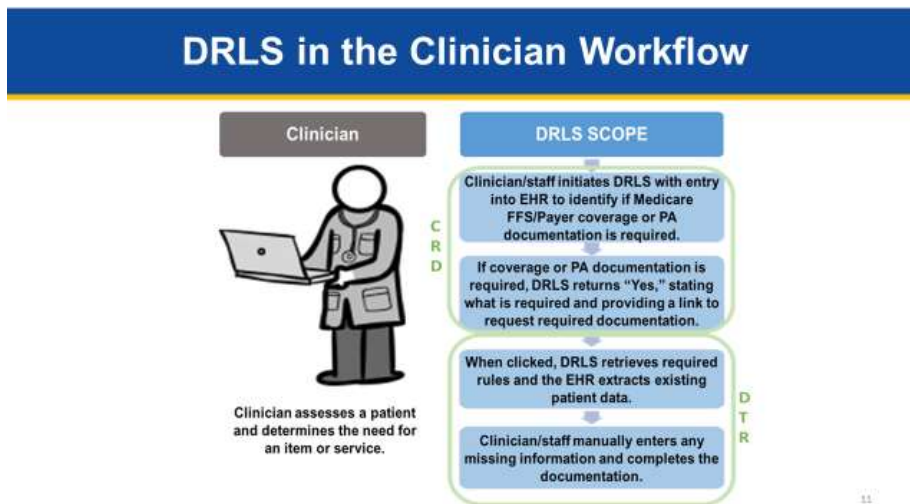 DRLS in the Clinician Workflow
Clinician
DRLS SCOPE
Clinician/staff initiates DRLS with entry
into EHR to identify if Medicare
FFS/Payer coverage or PA
documentation is required.
C
R
D
If coverage or PA documentation is
required, DRLS returns “Yes,” stating
what is required and providing a link to
request required documentation.
When clicked, DRLS retrieves required
rules and the EHR extracts existing
patient data.
D
T
R
Clinician/staff manually enters any
missing information and completes the
documentation.
Clinician assesses a patient
and determines the need for
an item or service.
11